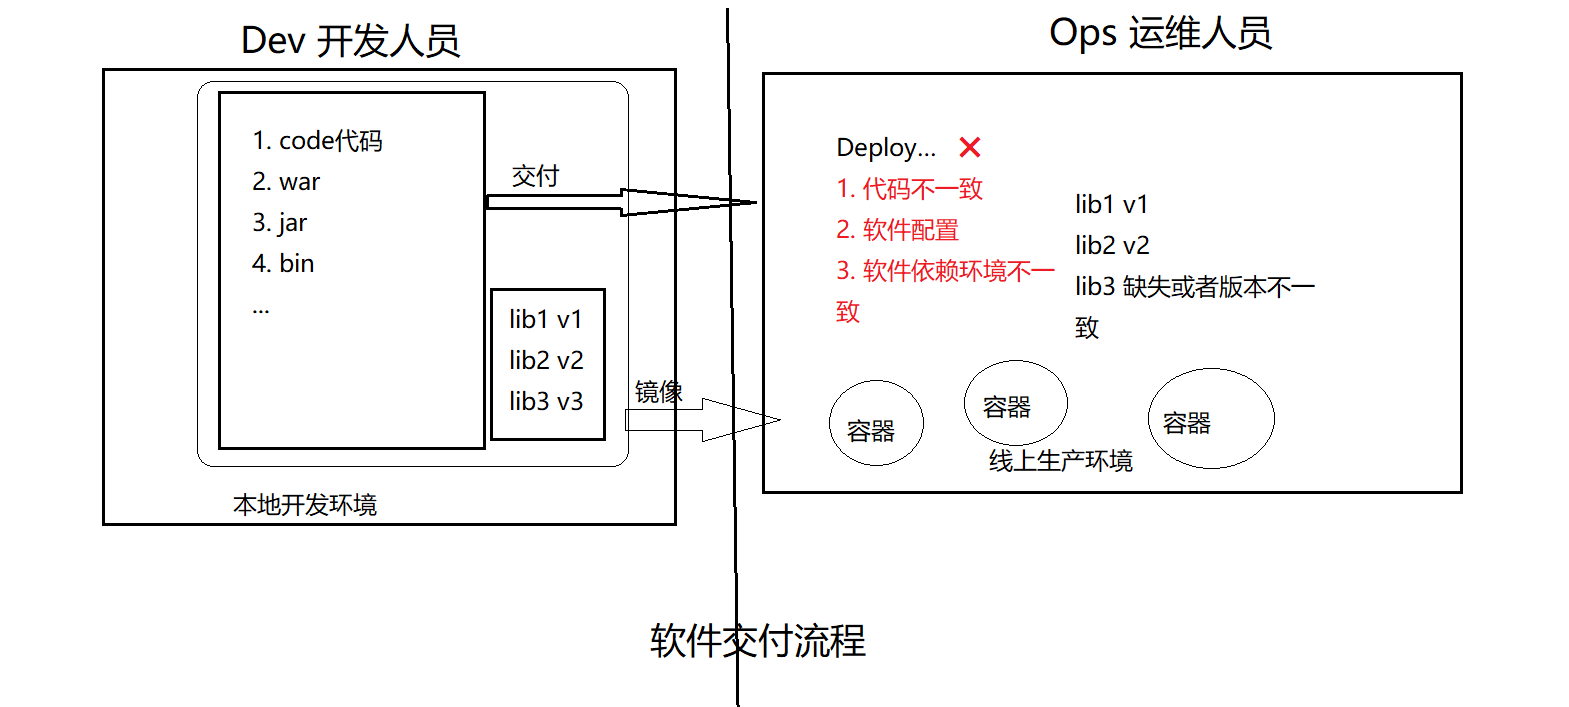 Dev 开发人员
1. code代码
2. war
3. jar
4. bin
...
交付
lib1 v1
lib2 v2
lib3 v3
镜像
本地开发环境
Ops 运维人员
Deploy... ❌
1. 代码不一致
2. 软件配置
3. 软件依赖环境不一
致
lib1 v1
lib2 v2
lib3 缺失或者版本不一
致
容器
容器
容器
线上生产环境
软件交付流程